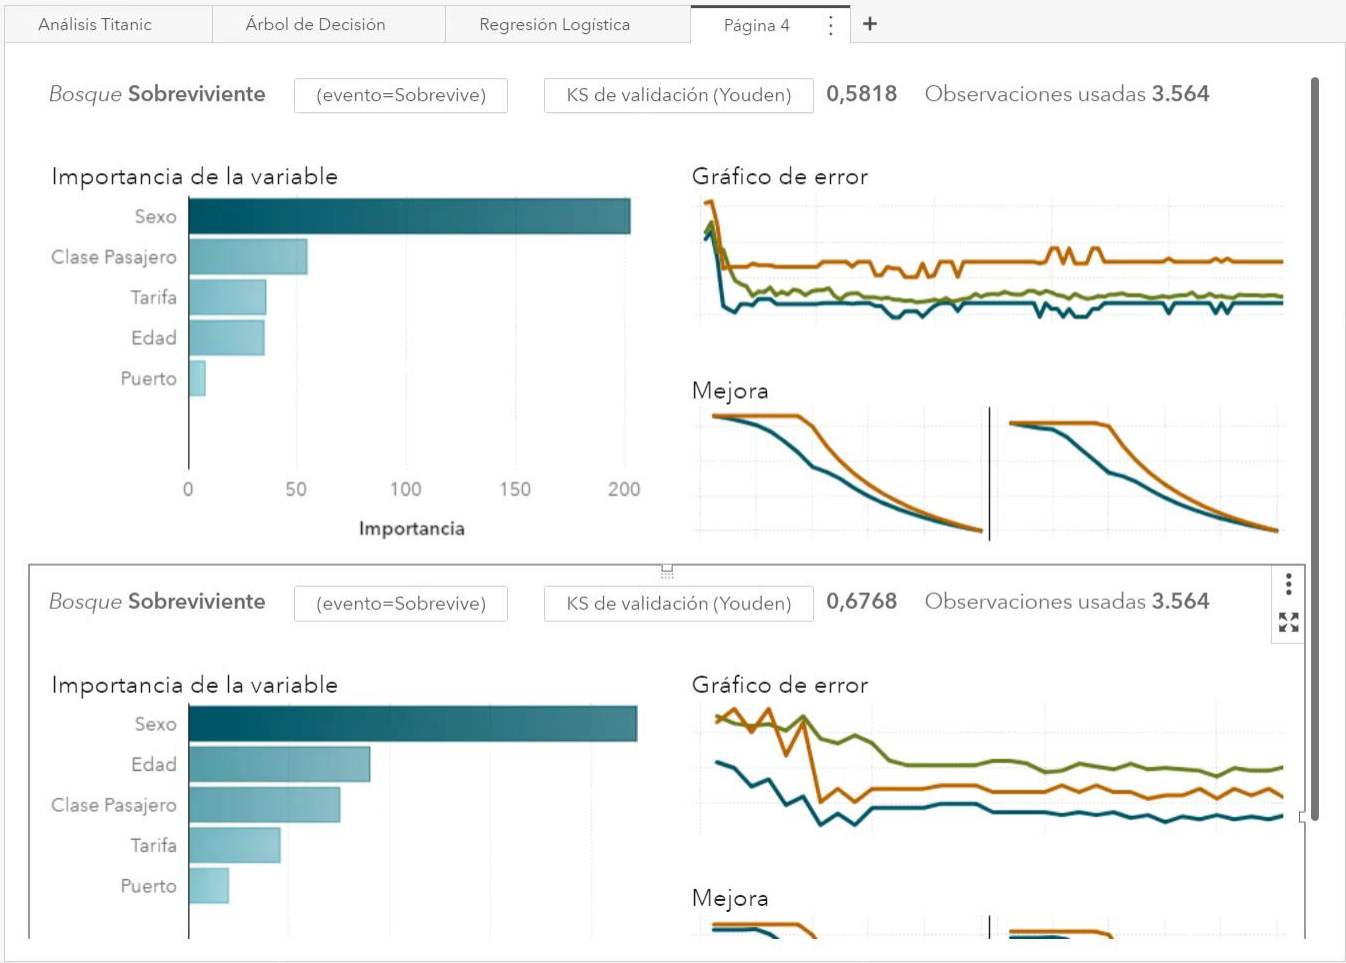 Análisis Titanic
Árbol de Decisión
Regresión Logística
Página 4
Bosque Sobreviviente (evento=Sobrevive) KS de validación (Youden) 0,5818 Observaciones usadas 3.564
Importancia de la variable
Sexo
Clase Pasajero
Tarifa
Edad
Puerto
0 50 100 150 200
Importancia
Gráfico de error
Mejora
Bosque Sobreviviente (evento=Sobrevive) KS de validación (Youden) 0,6768 Observaciones usadas 3.564
Importancia de la variable
Sexo
Edad
Clase Pasajero
Tarifa
Puerto
Gráfico de error
Mejora